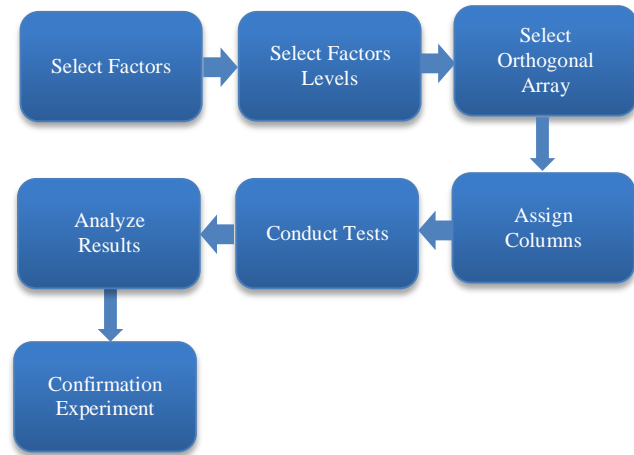 Select Factors
Select Factors
Levels
Select
Orthogonal
Array
Assign
Columns
Conduct Tests
Analyze
Results
Confirmation
Experiment